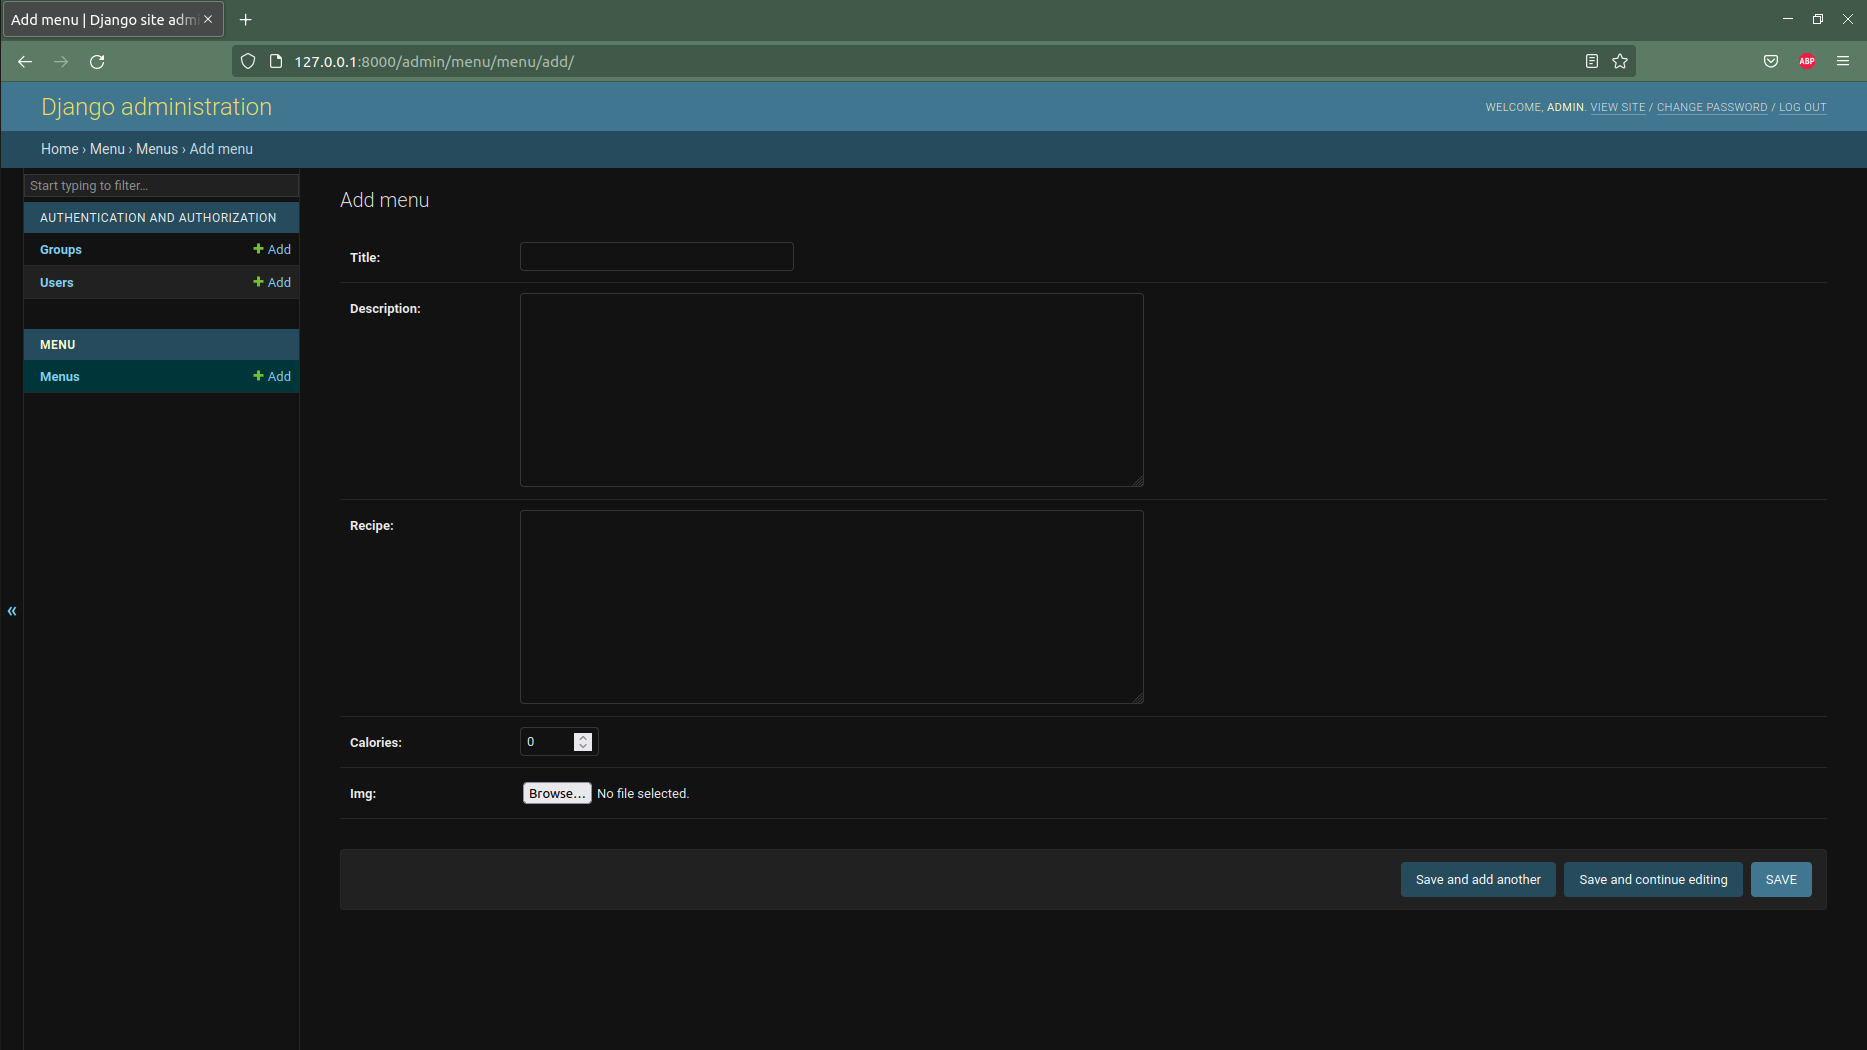 Add menu | Django site adm
127.0.0.1:8000/admin/menu/menu/add/
ABP
Django administration
WELCOME, ADMIN. VIEW SITE / CHANGE PASSWORD / LOG OUT
Home › Menu › Menus › Add menu
Start typing to filter...
AUTHENTICATION AND AUTHORIZATION
Groups + Add
Users + Add
MENU
Menus + Add
«
Add menu
Title:
Description:
Recipe:
Calories: 0
Img: Browse... No file selected.
Save and add another Save and continue editing SAVE